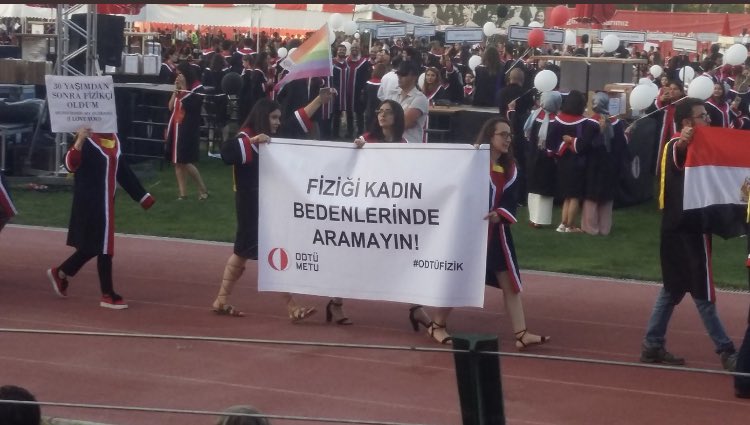 30 YAŞIMDAN
SONRA FİZİKÇİ
OLDUM
FİZİĞİ KADIN
BEDENLERİNDE
ARAMAYIN!
ODTÜ
METU
#ODTÜFİZİK